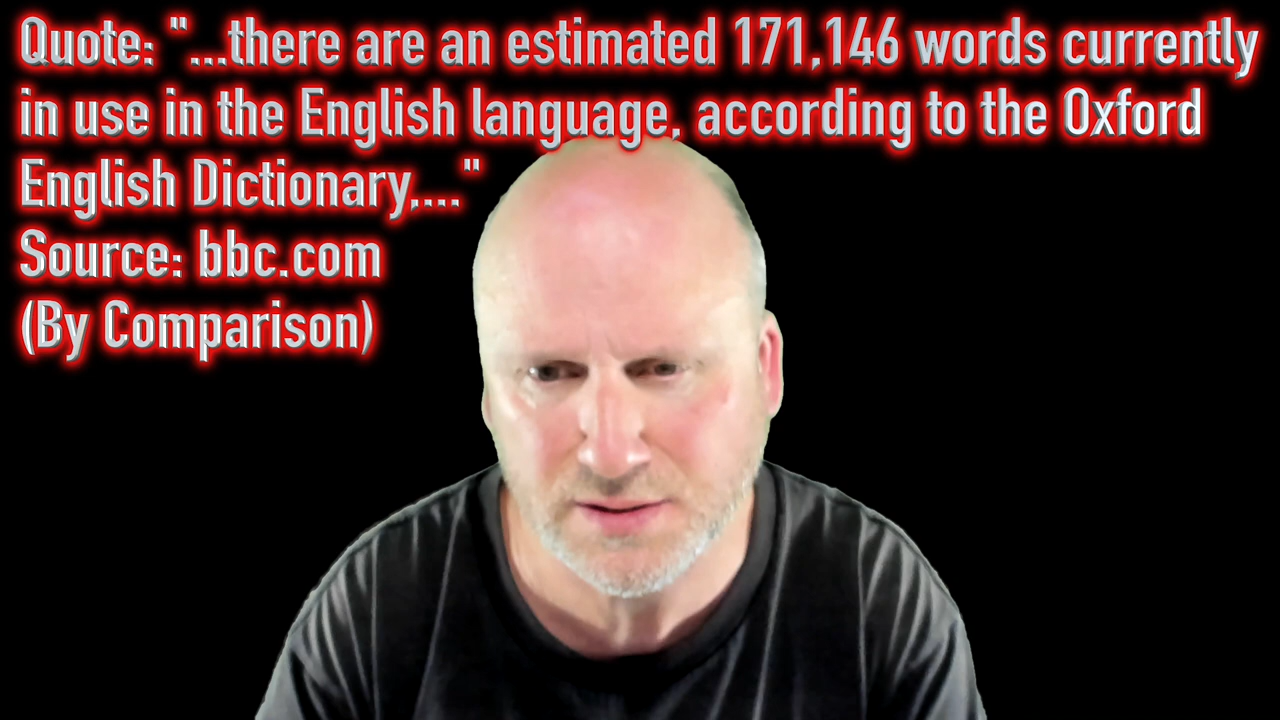 Quote: "...there are an estimated 171,146 words currently
in use in the English language, according to the Oxford
English Dictionary,..."
Source: bbc.com
(By Comparison)